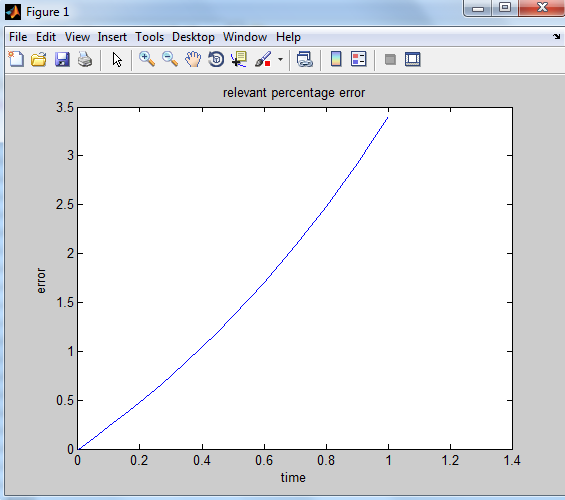 Figure 1
File Edit View Insert Tools Desktop Window Help
relevant percentage error
3.5
3
2.5
2
1.5
1
0.5
0
error
0 0.2 0.4 0.6 0.8 1 1.2 1.4
time